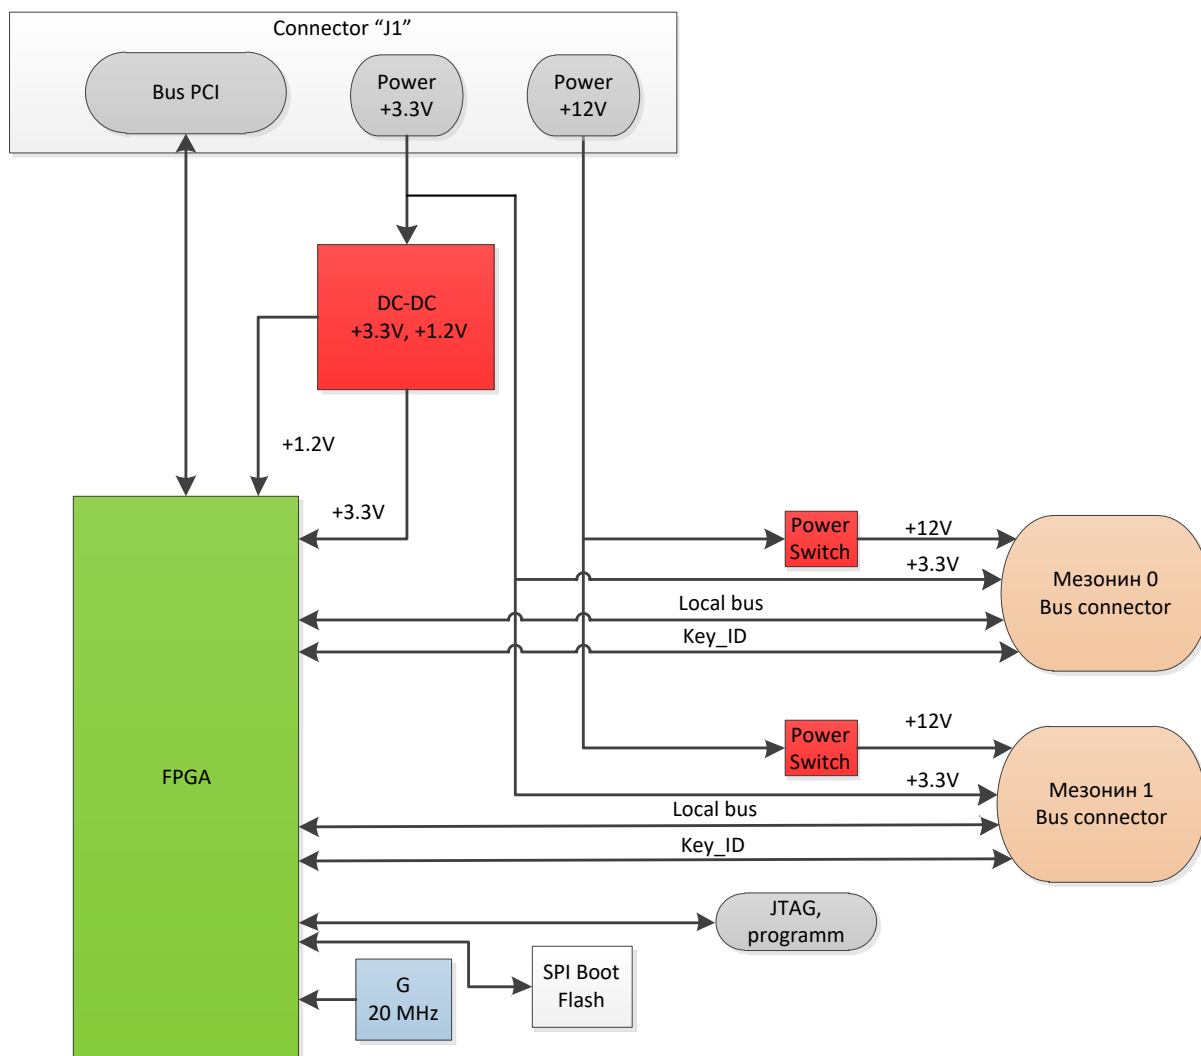 Connector “J1”
Bus PCI
Power
+3.3V
Power
+12V
DC-DC
+3.3V, +1.2V
+1.2V
+3.3V
Power
Switch
+12V
+3.3V
Мезонин 0
Bus connector
Local bus
Key_ID
Power
Switch
+12V
+3.3V
Мезонин 1
Bus connector
Local bus
Key_ID
FPGA
JTAG,
programm
SPI Boot
Flash
G
20 MHz